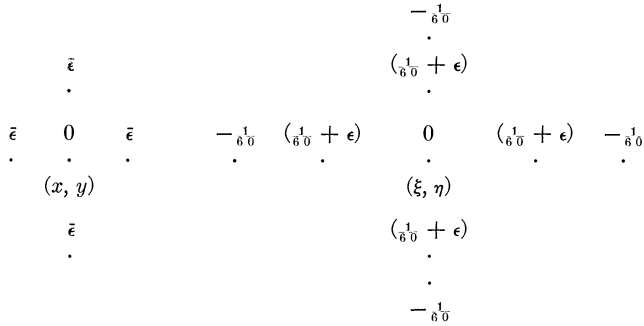 −1/60
(1/60 + ϵ)
ϵ̄
ϵ̄ 0 ϵ̄ −1/60 (1/60 + ϵ) 0 (1/60 + ϵ) −1/60
(x, y) (ξ, η)
ϵ̄ (1/60 + ϵ)
−1/60